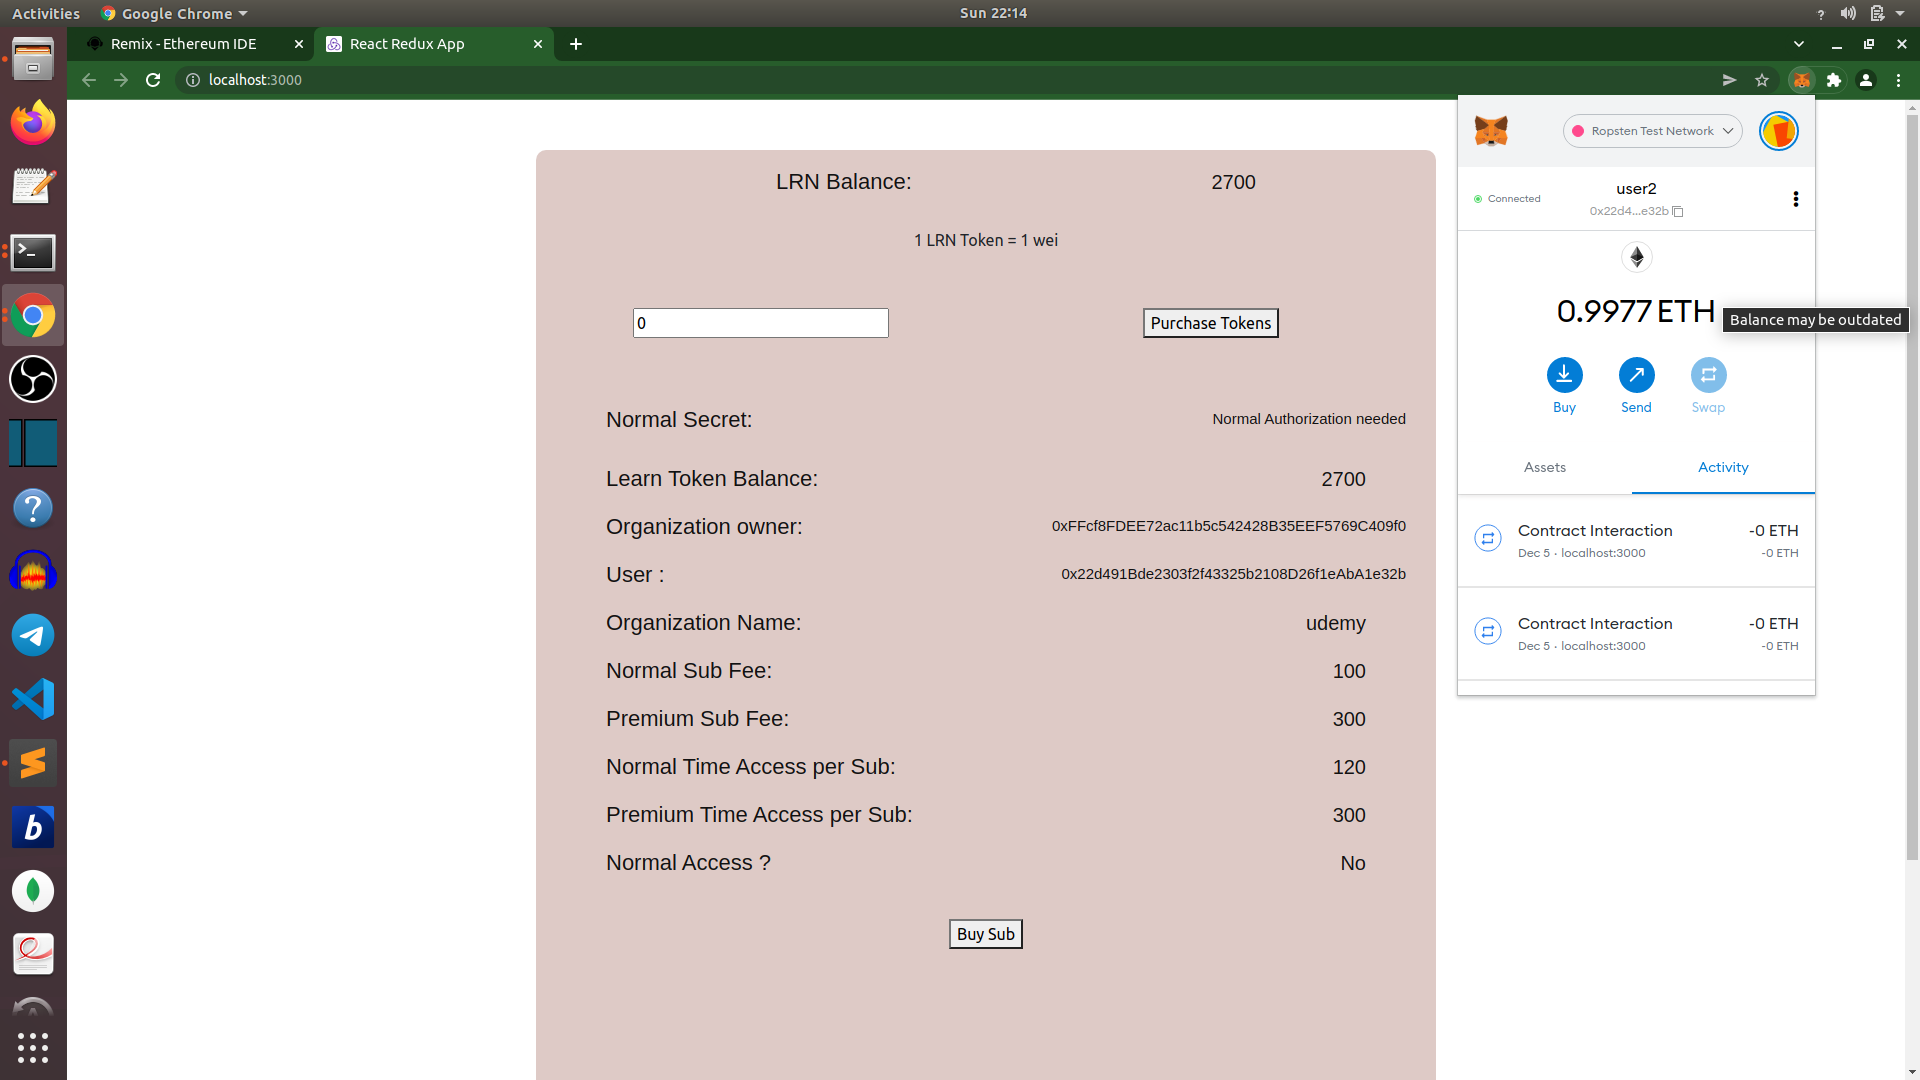 Activities
Google Chrome
Sun 22:14
Remix - Ethereum IDE
React Redux App
localhost:3000
LRN Balance: 2700
1 LRN Token = 1 wei
0
Purchase Tokens
Normal Secret: Normal Authorization needed
Learn Token Balance: 2700
Organization owner: 0xFFcf8FDEE72ac11b5c542428B35EEF5769C409f0
User : 0x22d491Bde2303f2f43325b2108D26f1eAbA1e32b
Organization Name: udemy
Normal Sub Fee: 100
Premium Sub Fee: 300
Normal Time Access per Sub: 120
Premium Time Access per Sub: 300
Normal Access ? No
Buy Sub
Ropsten Test Network
Connected
user2
0x22d4...e32b
0.9977 ETH
Balance may be outdated
Buy
Send
Swap
Assets
Activity
Contract Interaction -0 ETH
Dec 5 · localhost:3000 -0 ETH
Contract Interaction -0 ETH
Dec 5 · localhost:3000 -0 ETH